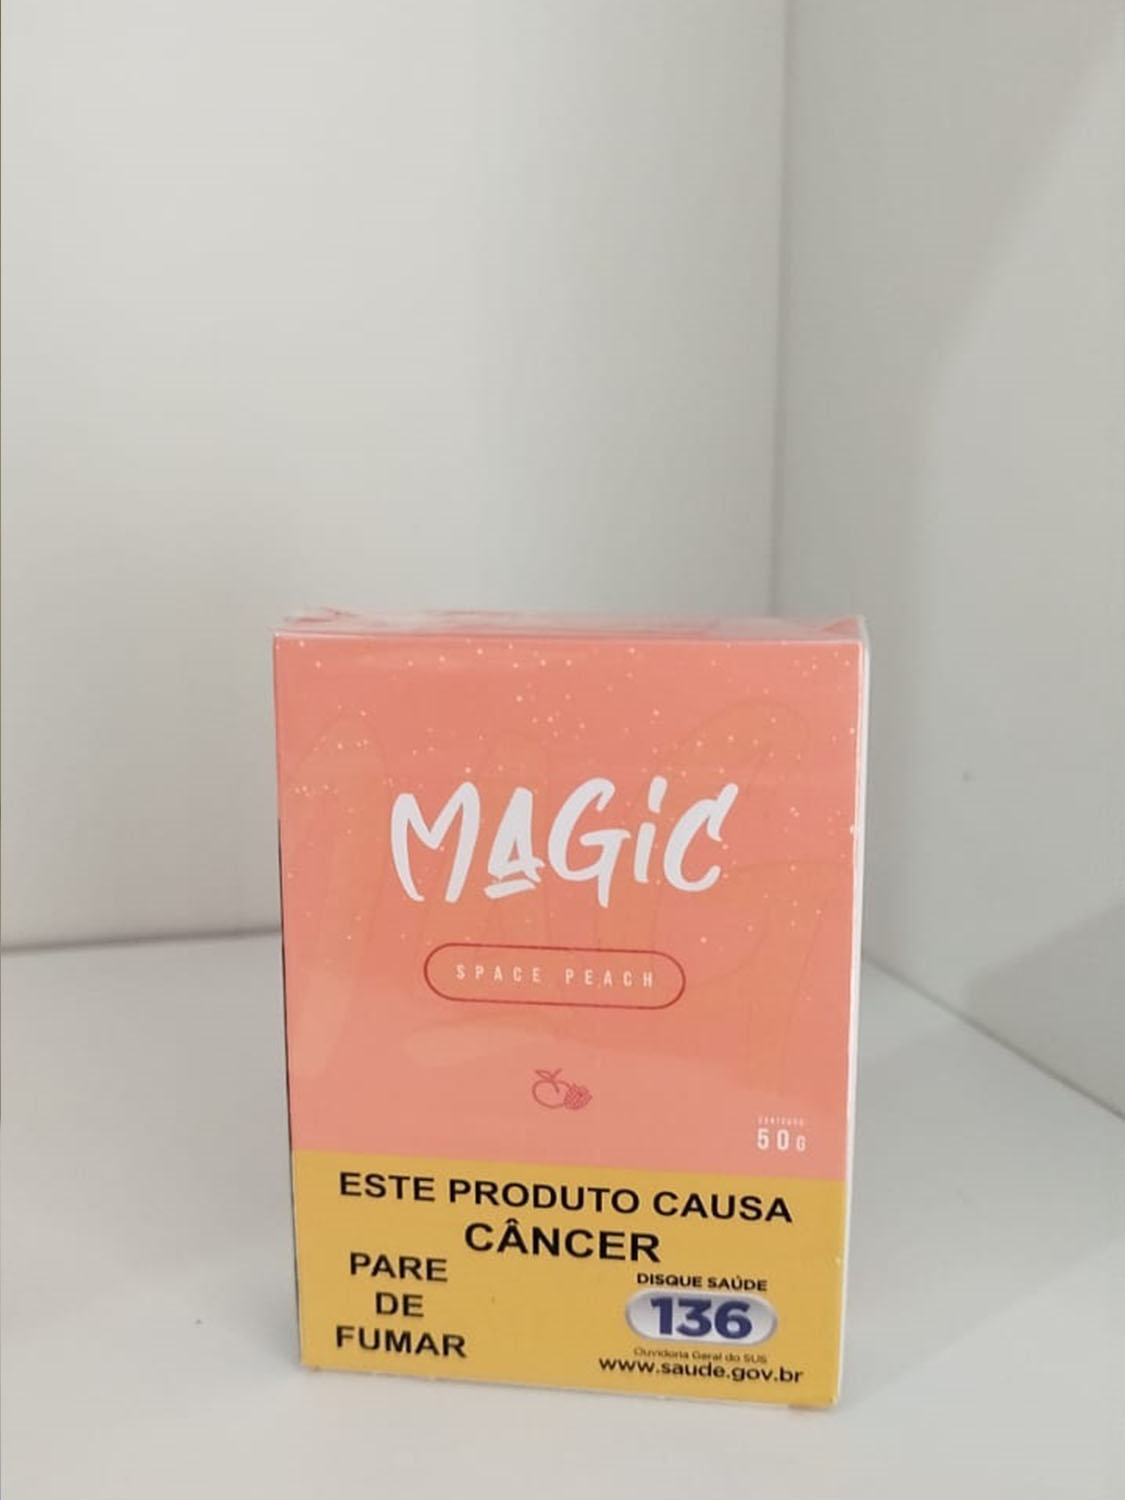 MAGiC
SPACE PEACH
CONTEÚDO
50G
ESTE PRODUTO CAUSA
CÂNCER
PARE
DE
FUMAR
DISQUE SAÚDE
136
Ouvidoria Geral do SUS
www.saude.gov.br